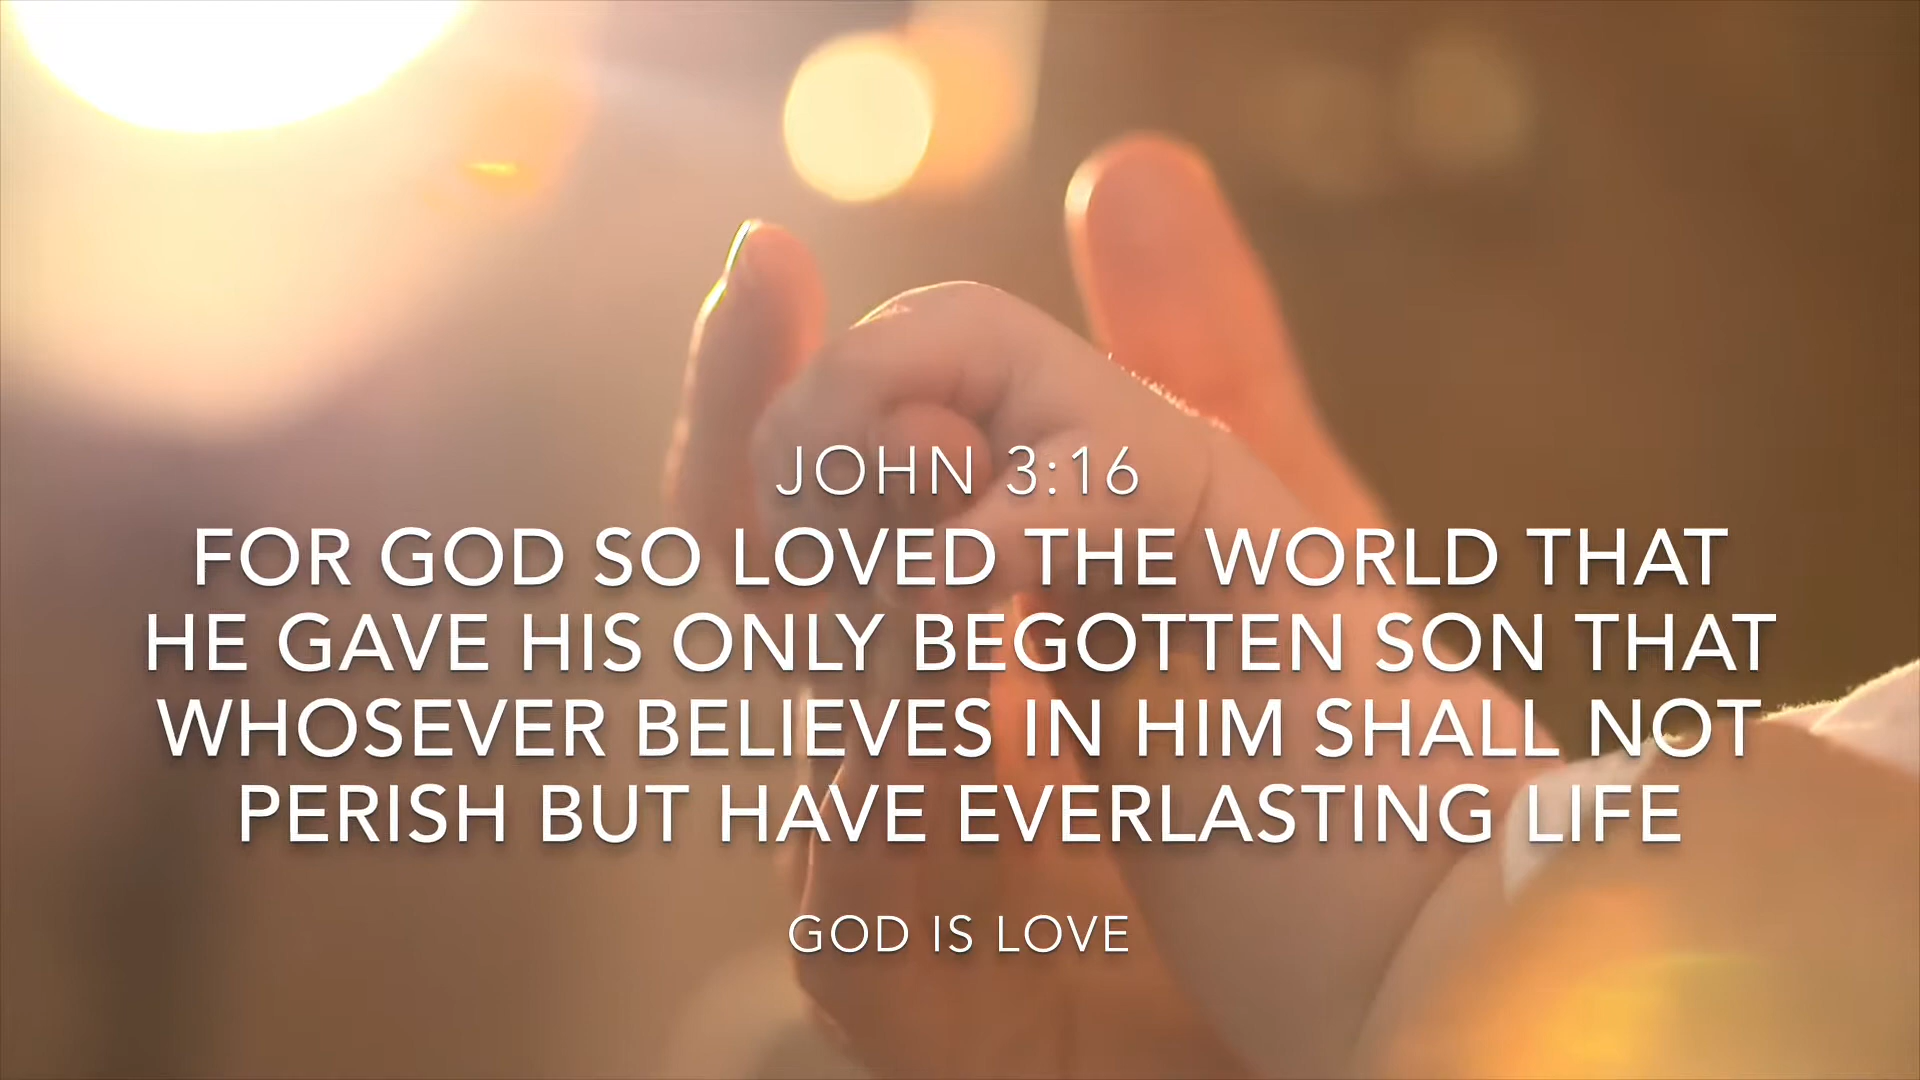 JOHN 3:16
FOR GOD SO LOVED THE WORLD THAT
HE GAVE HIS ONLY BEGOTTEN SON THAT
WHOSEVER BELIEVES IN HIM SHALL NOT
PERISH BUT HAVE EVERLASTING LIFE
GOD IS LOVE